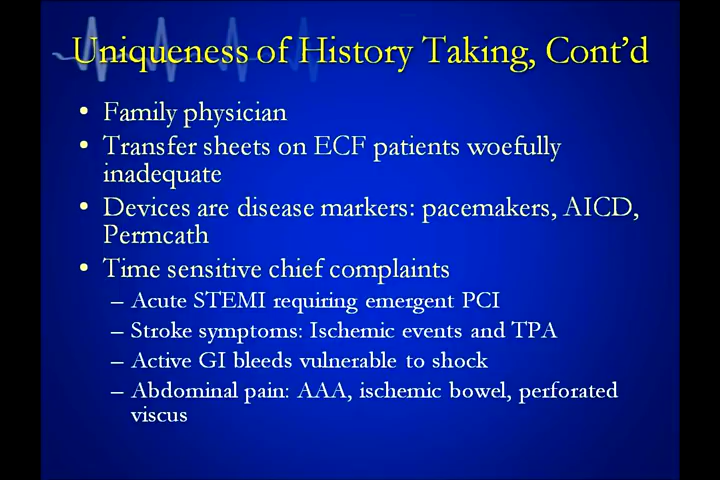 Uniqueness of History Taking, Cont’d
• Family physician
• Transfer sheets on ECF patients woefully
inadequate
• Devices are disease markers: pacemakers, AICD,
Permcath
• Time sensitive chief complaints
– Acute STEMI requiring emergent PCI
– Stroke symptoms: Ischemic events and TPA
– Active GI bleeds vulnerable to shock
– Abdominal pain: AAA, ischemic bowel, perforated
viscus